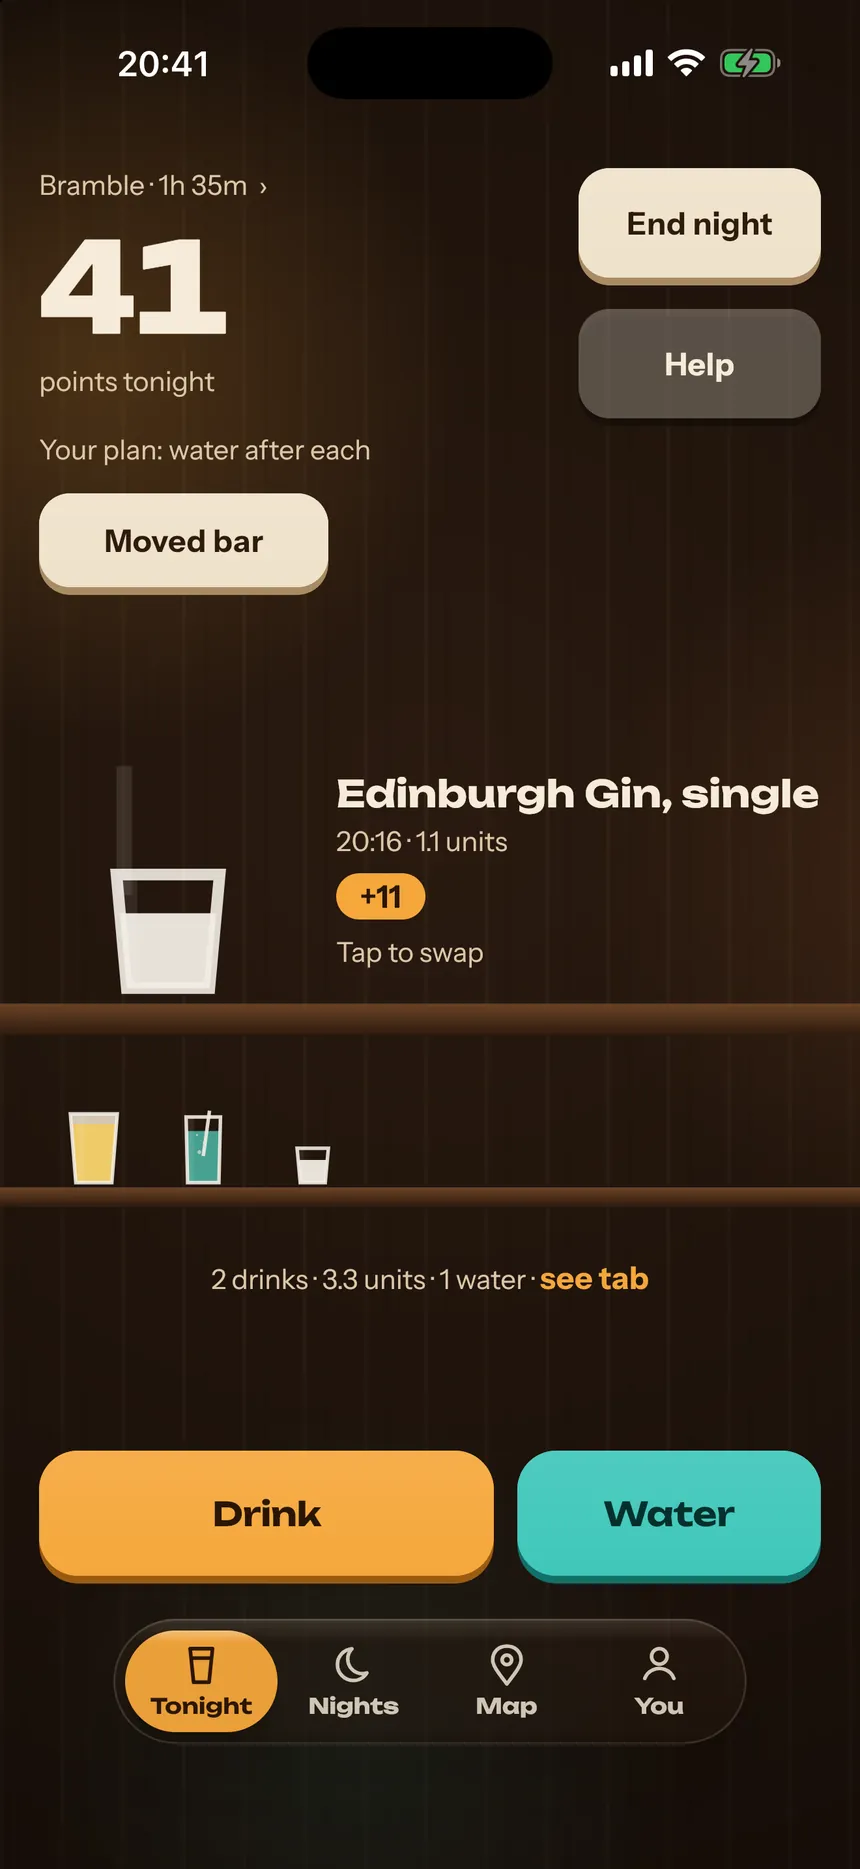 20:41
Bramble · 1h 35m ›
End night
41
points tonight
Help
Your plan: water after each
Moved bar
Edinburgh Gin, single
20:16 · 1.1 units
+11
Tap to swap
2 drinks · 3.3 units · 1 water · see tab
Drink
Water
Tonight
Nights
Map
You